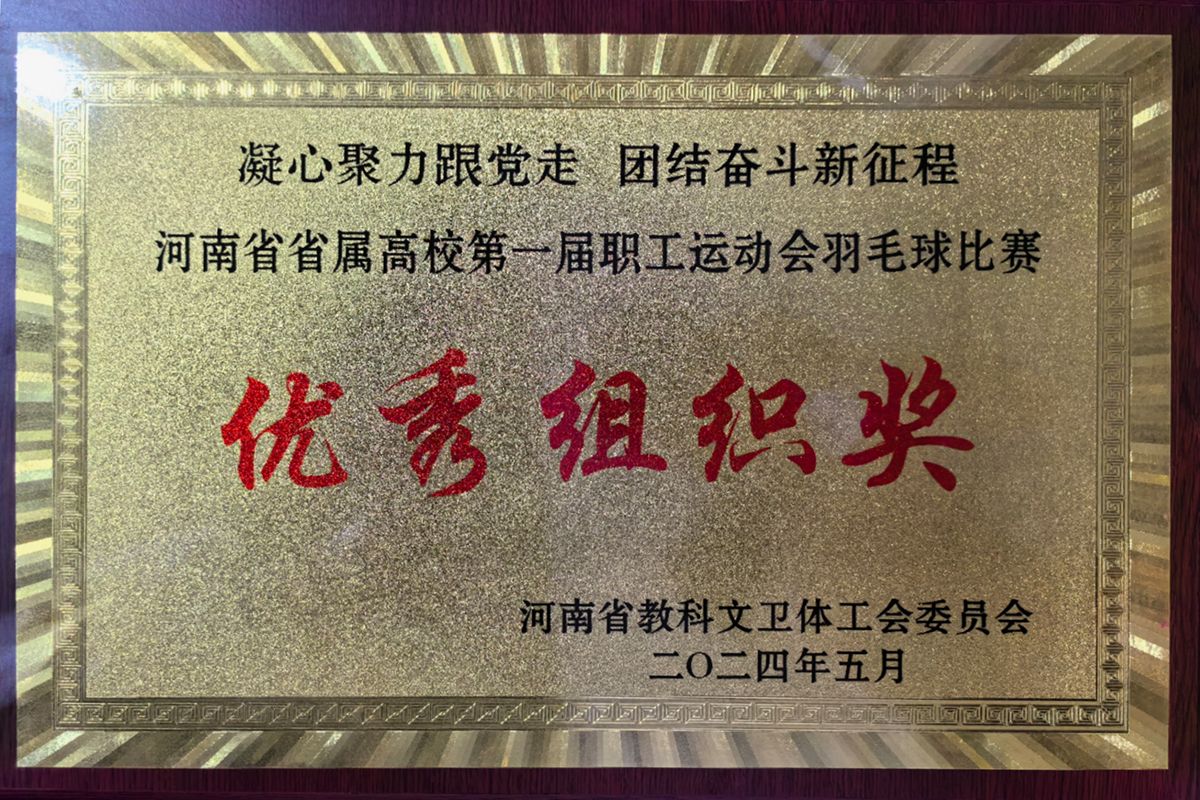 凝心聚力跟党走 团结奋斗新征程
河南省省属高校第一届职工运动会羽毛球比赛
优秀组织奖
河南省教科文卫体工会委员会
二〇二四年五月